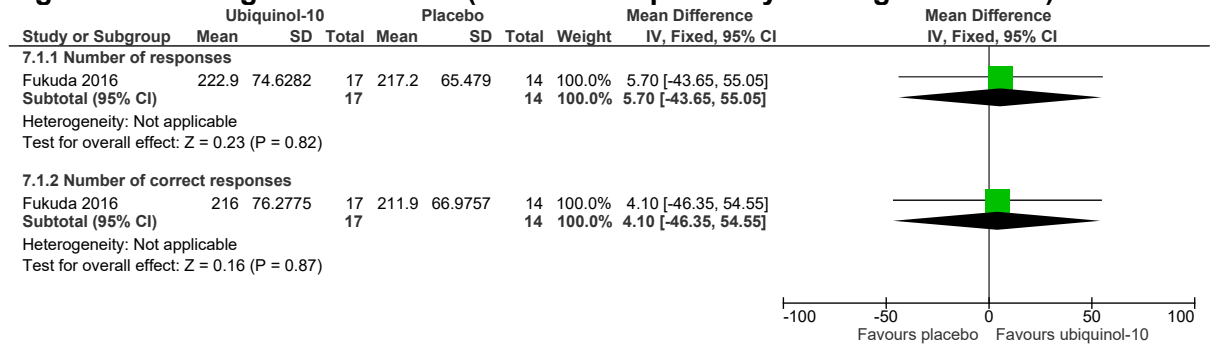 Ubiquinol-10 Placebo Mean Difference Mean Difference
Study or Subgroup Mean SD Total Mean SD Total Weight IV, Fixed, 95% CI IV, Fixed, 95% CI
7.1.1 Number of responses
Fukuda 2016 222.9 74.6282 17 217.2 65.479 14 100.0% 5.70 [-43.65, 55.05]
Subtotal (95% CI) 17 14 100.0% 5.70 [-43.65, 55.05]
Heterogeneity: Not applicable
Test for overall effect: Z = 0.23 (P = 0.82)
7.1.2 Number of correct responses
Fukuda 2016 216 76.2775 17 211.9 66.9757 14 100.0% 4.10 [-46.35, 54.55]
Subtotal (95% CI) 17 14 100.0% 4.10 [-46.35, 54.55]
Heterogeneity: Not applicable
Test for overall effect: Z = 0.16 (P = 0.87)
-100 -50 0 50 100
Favours placebo Favours ubiquinol-10